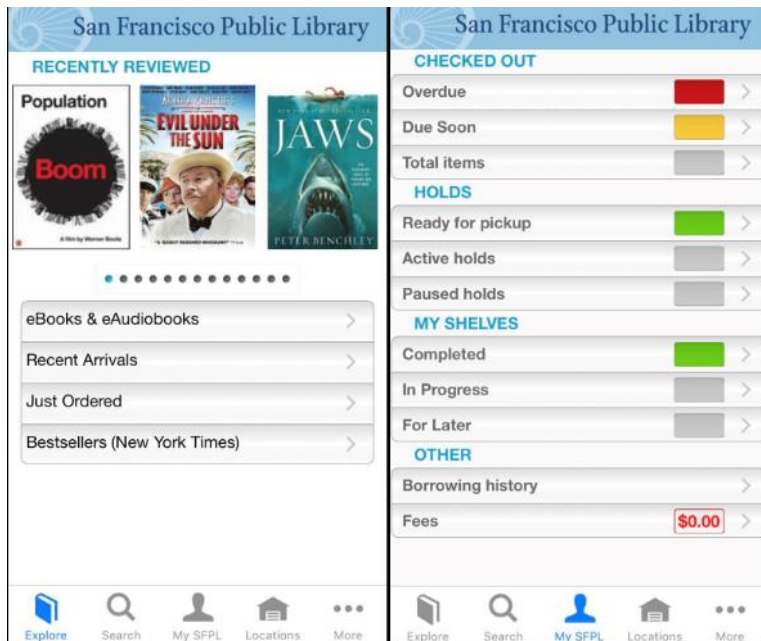 San Francisco Public Library
RECENTLY REVIEWED
Population
Boom
AGATHA CHRISTIE'S
EVIL UNDER
THE SUN
JAWS
PETER BENCHLEY
eBooks & eAudiobooks
Recent Arrivals
Just Ordered
Bestsellers (New York Times)
Explore
Search
My SFPL
Locations
More
San Francisco Public Library
CHECKED OUT
Overdue
Due Soon
Total items
HOLDS
Ready for pickup
Active holds
Paused holds
MY SHELVES
Completed
In Progress
For Later
OTHER
Borrowing history
Fees $0.00
Explore
Search
My SFPL
Locations
More